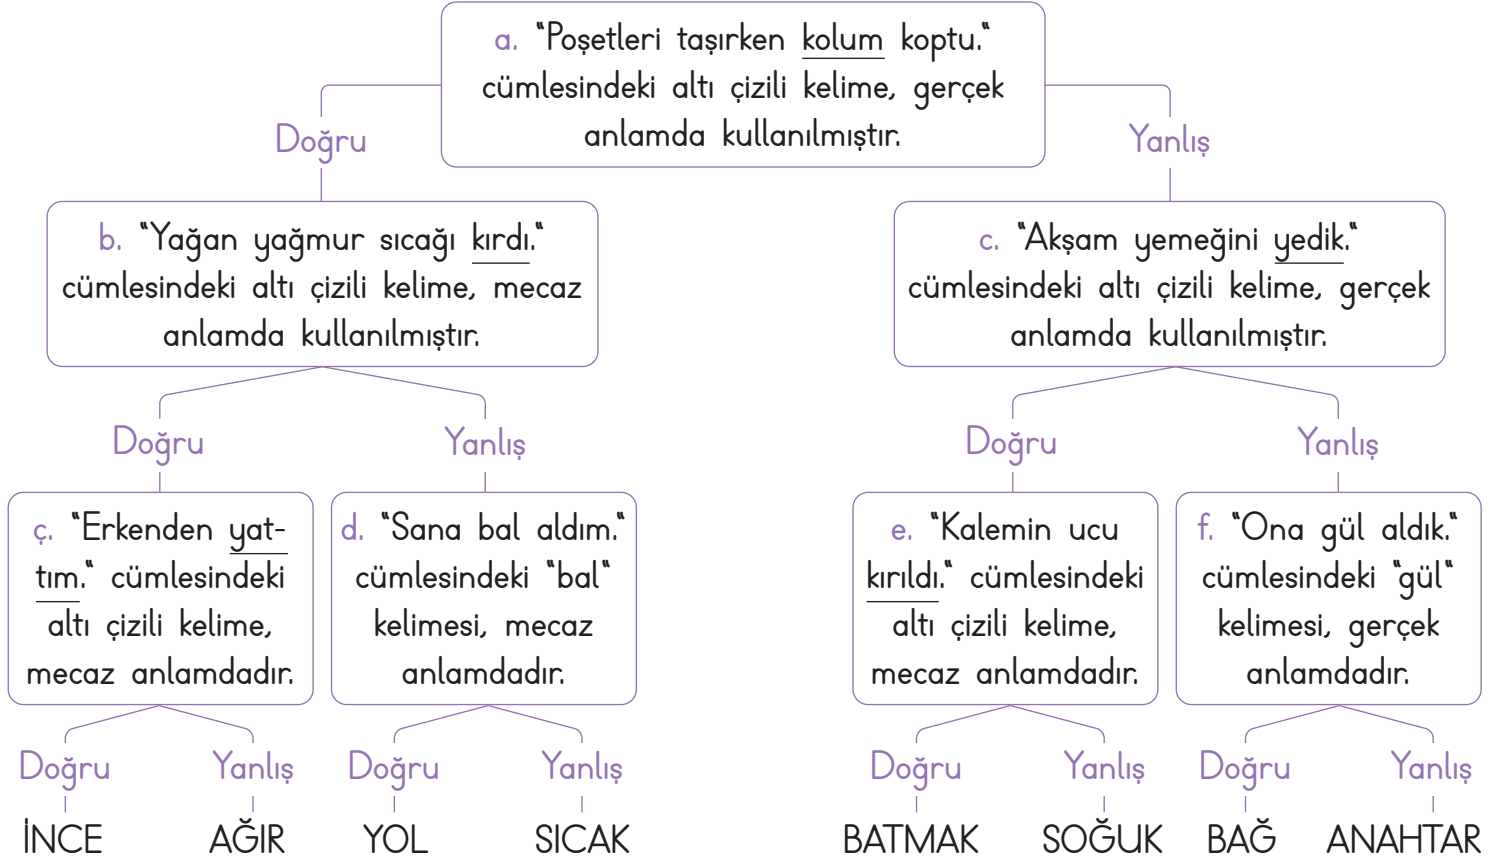 a. "Poşetleri taşırken kolum koptu."
cümlesindeki altı çizili kelime, gerçek
anlamda kullanılmıştır.
Doğru
Yanlış
b. "Yağan yağmur sıcağı kırdı."
cümlesindeki altı çizili kelime, mecaz
anlamda kullanılmıştır.
c. "Akşam yemeğini yedik."
cümlesindeki altı çizili kelime, gerçek
anlamda kullanılmıştır.
Doğru
Yanlış
Doğru
Yanlış
ç. "Erkenden yat-
tım." cümlesindeki
altı çizili kelime,
mecaz anlamdadır.
d. "Sana bal aldım."
cümlesindeki "bal"
kelimesi, mecaz
anlamdadır.
e. "Kalemin ucu
kırıldı." cümlesindeki
altı çizili kelime,
mecaz anlamdadır.
f. "Ona gül aldık."
cümlesindeki "gül"
kelimesi, gerçek
anlamdadır.
Doğru
Yanlış
Doğru
Yanlış
Doğru
Yanlış
Doğru
Yanlış
İNCE
AĞIR
YOL
SICAK
BATMAK
SOĞUK
BAĞ
ANAHTAR